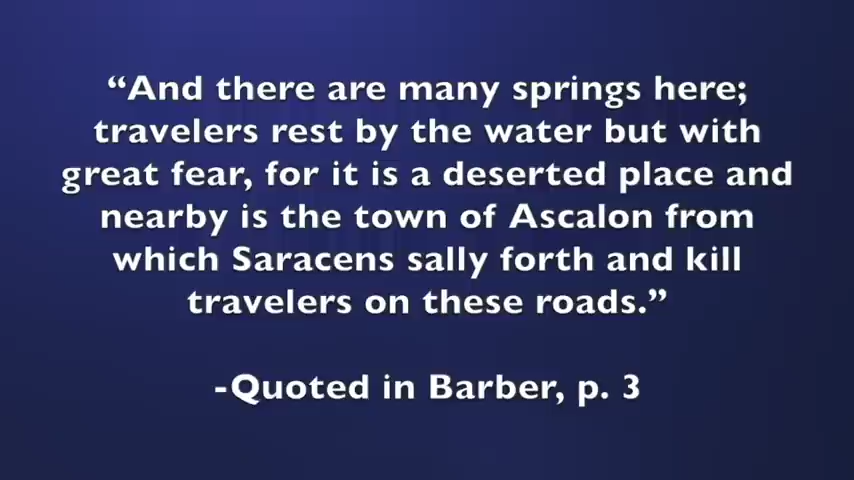 “And there are many springs here;
travelers rest by the water but with
great fear, for it is a deserted place and
nearby is the town of Ascalon from
which Saracens sally forth and kill
travelers on these roads.”
-Quoted in Barber, p. 3